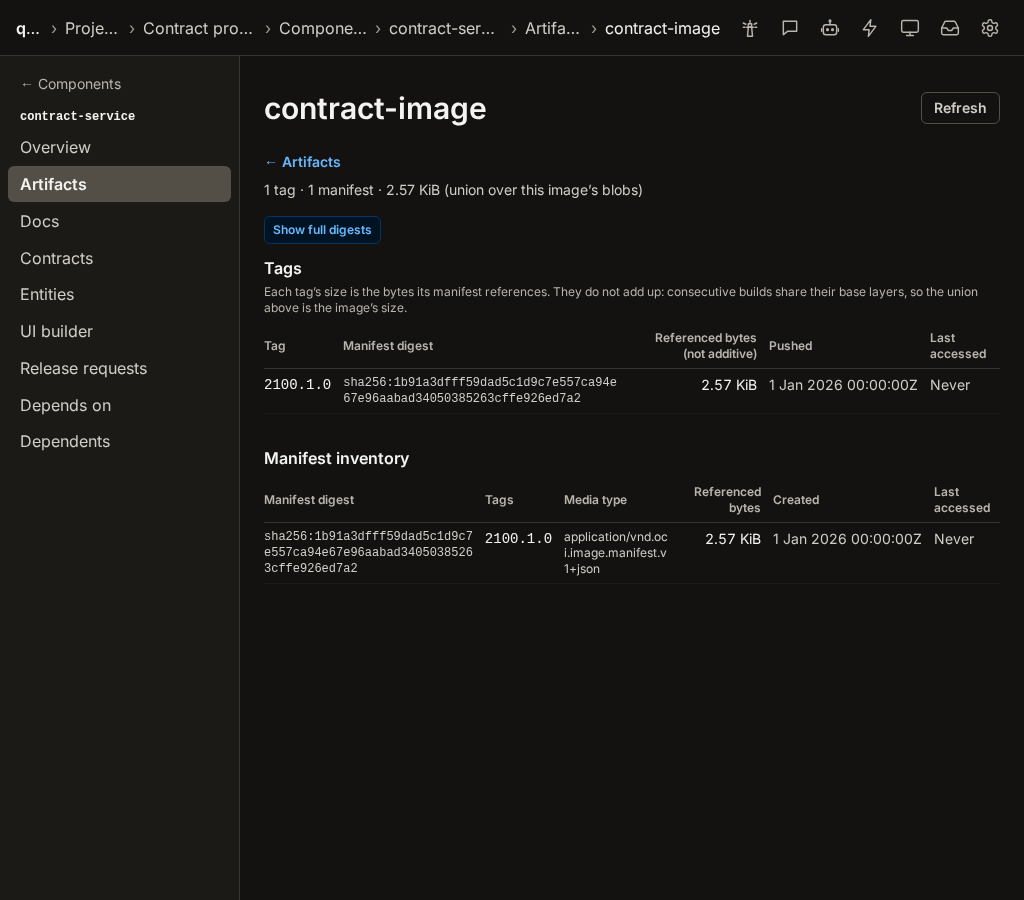 q... › Proje... › Contract pro... › Compone... › contract-ser... › Artifa... › contract-image
← Components
contract-service
Overview
Artifacts
Docs
Contracts
Entities
UI builder
Release requests
Depends on
Dependents
contract-image
Refresh
← Artifacts
1 tag · 1 manifest · 2.57 KiB (union over this image’s blobs)
Show full digests
Tags
Each tag’s size is the bytes its manifest references. They do not add up: consecutive builds share their base layers, so the union
above is the image’s size.
Tag Manifest digest Referenced bytes (not additive) Pushed Last accessed
2100.1.0 sha256:1b91a3dfff59dad5c1d9c7e557ca94e 2.57 KiB 1 Jan 2026 00:00:00Z Never
67e96aabad34050385263cffe926ed7a2
Manifest inventory
Manifest digest Tags Media type Referenced bytes Created Last accessed
sha256:1b91a3dfff59dad5c1d9c7 2100.1.0 application/vnd.oc 2.57 KiB 1 Jan 2026 00:00:00Z Never
e557ca94e67e96aabad3405038526 i.image.manifest.v
3cffe926ed7a2 1+json